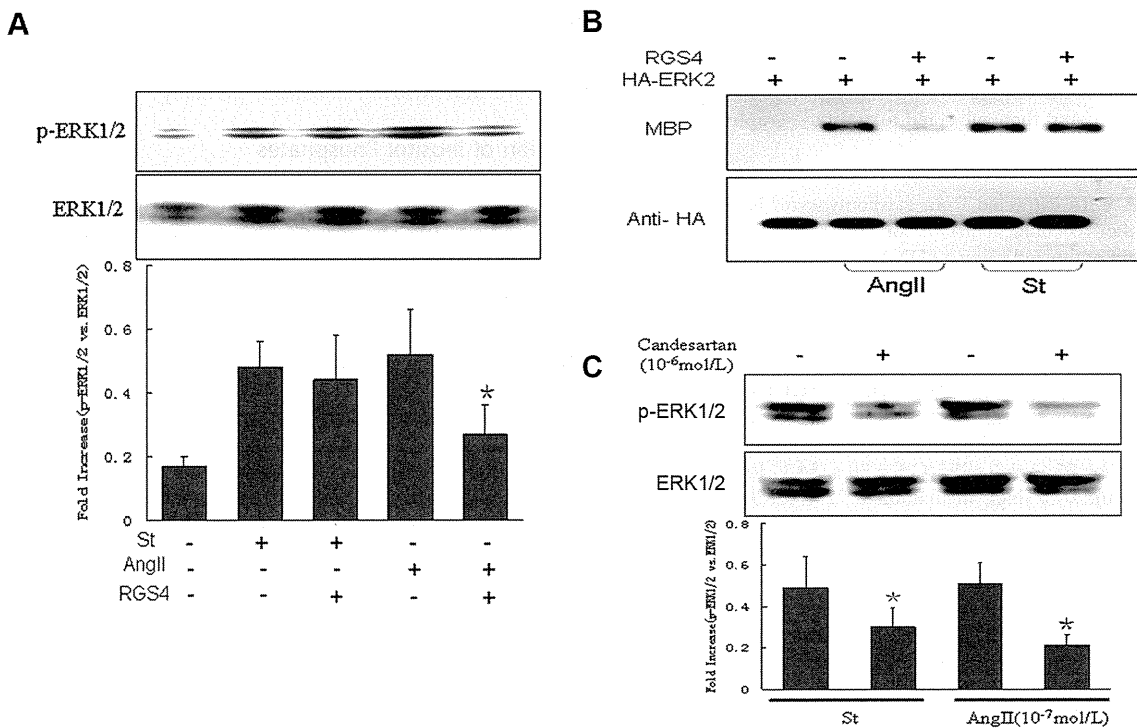 A
p-ERK1/2
ERK1/2
Fold Increase(p-ERK1/2 vs. ERK1/2)
0.8
0.6
0.4
0.2
0
*
St - + + - -
AngII - - - + +
RGS4 - - + - +
B
RGS4 - - + - +
HA-ERK2 + + + + +
MBP
Anti- HA
AngII St
C
Candesartan
(10-6mol/L) - + - +
p-ERK1/2
ERK1/2
Fold Increase(p-ERK1/2 vs.ERK1/2)
0.8
0.6
0.4
0.2
0
* *
St AngII(10-7mol/L)